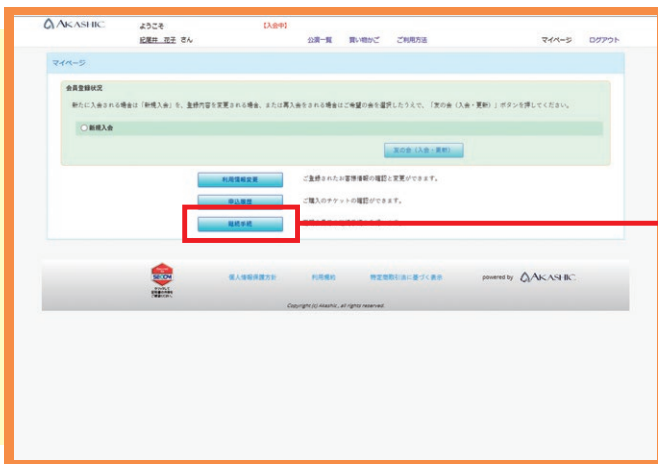 AKASHIC
ようこそ 【入会中】
紀尾井 花子 さん 公演一覧 買い物かご ご利用方法 マイページ ログアウト
マイページ
会員登録状況
新たに入会される場合は「新規入会」を、登録内容を変更される場合、または再入会をされる場合はご希望の会を選択したうえで、「友の会（入会・更新）」ボタンを押してください。
新規入会
友の会（入会・更新）
利用情報変更 ご登録されたお客様情報の確認と変更ができます。
申込履歴 ご購入のチケットの確認ができます。
継続手続
SECOM
個人情報保護方針 利用規約 特定商取引法に基づく表示 powered by AKASHIC
Copyright (c) Akashic., all rights reserved.